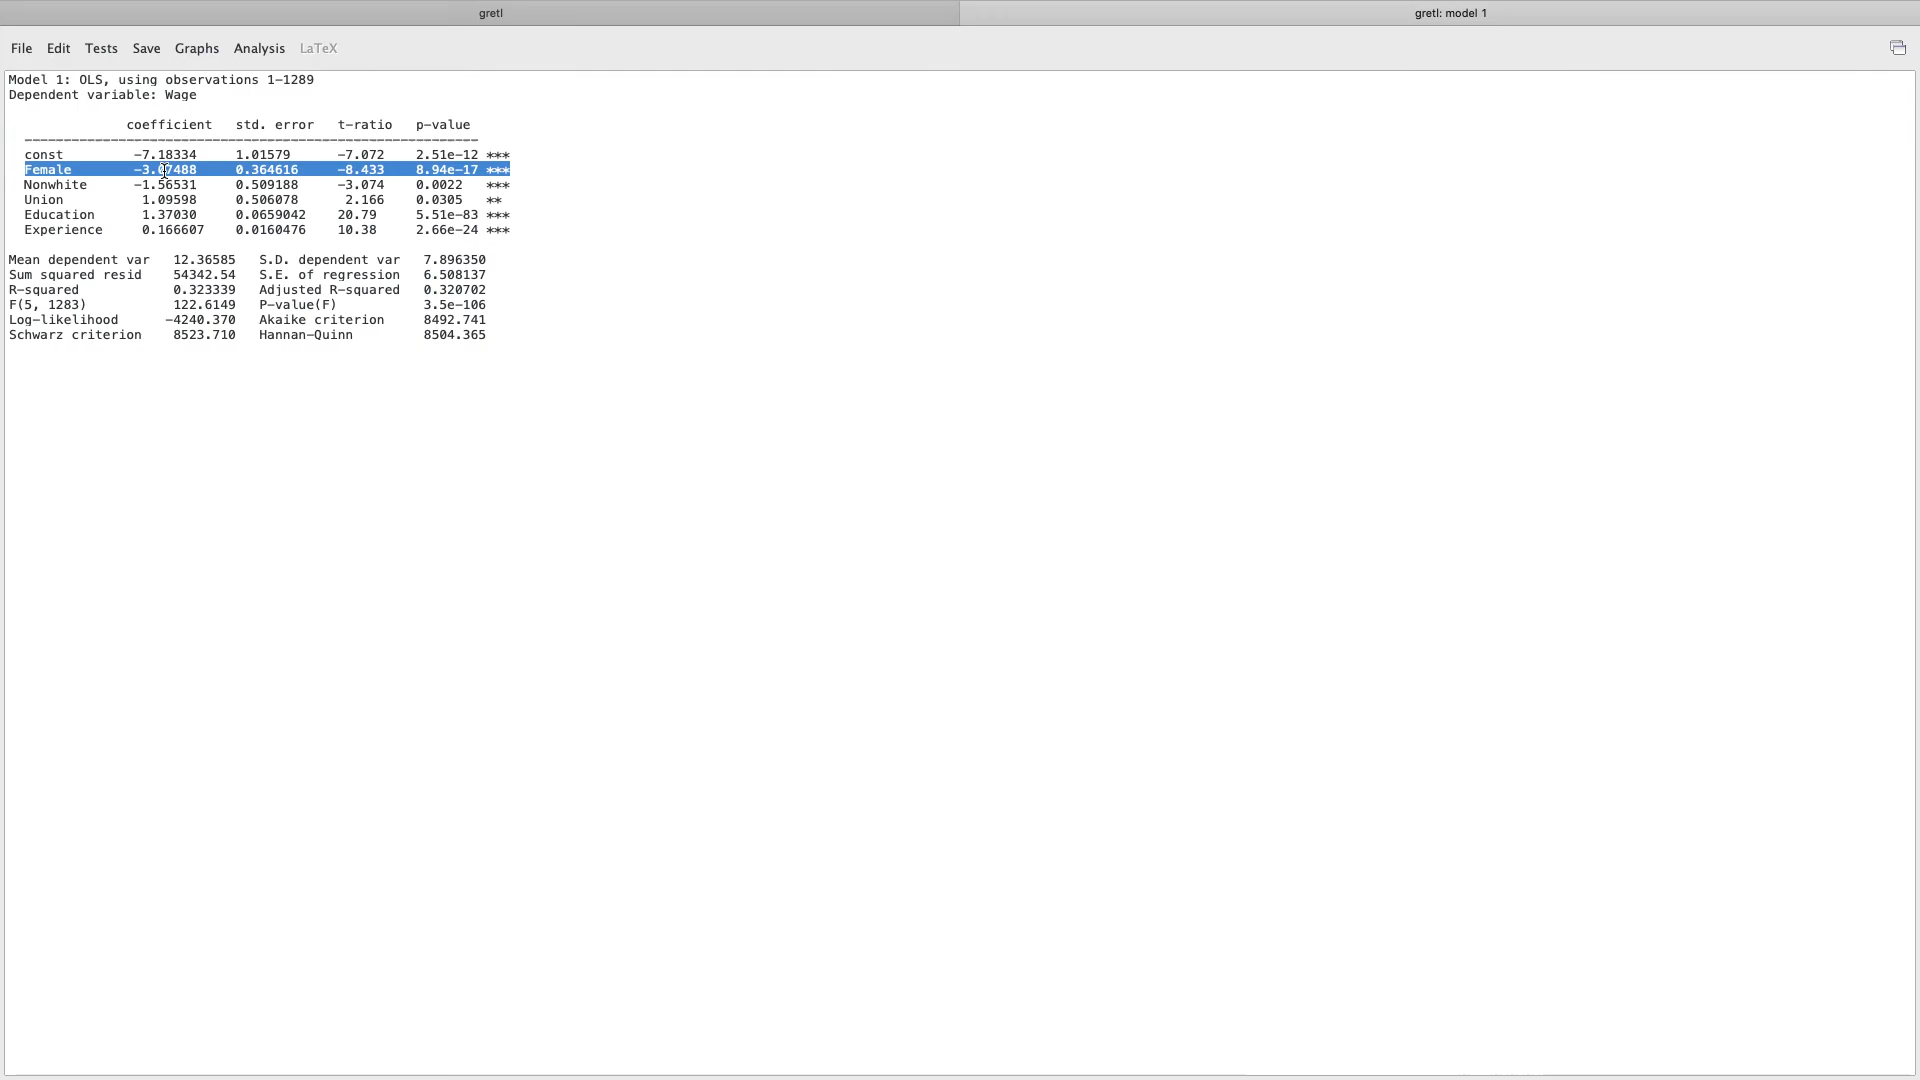 gretl
gretl: model 1
File Edit Tests Save Graphs Analysis LaTeX
Model 1: OLS, using observations 1-1289
Dependent variable: Wage
coefficient std. error t-ratio p-value
const -7.18334 1.01579 -7.072 2.51e-12 ***
Female -3.07488 0.364616 -8.433 8.94e-17 ***
Nonwhite -1.56531 0.509188 -3.074 0.0022 ***
Union 1.09598 0.506078 2.166 0.0305 **
Education 1.37030 0.0659042 20.79 5.51e-83 ***
Experience 0.166607 0.0160476 10.38 2.66e-24 ***
Mean dependent var 12.36585 S.D. dependent var 7.896350
Sum squared resid 54342.54 S.E. of regression 6.508137
R-squared 0.323339 Adjusted R-squared 0.320702
F(5, 1283) 122.6149 P-value(F) 3.5e-106
Log-likelihood -4240.370 Akaike criterion 8492.741
Schwarz criterion 8523.710 Hannan-Quinn 8504.365